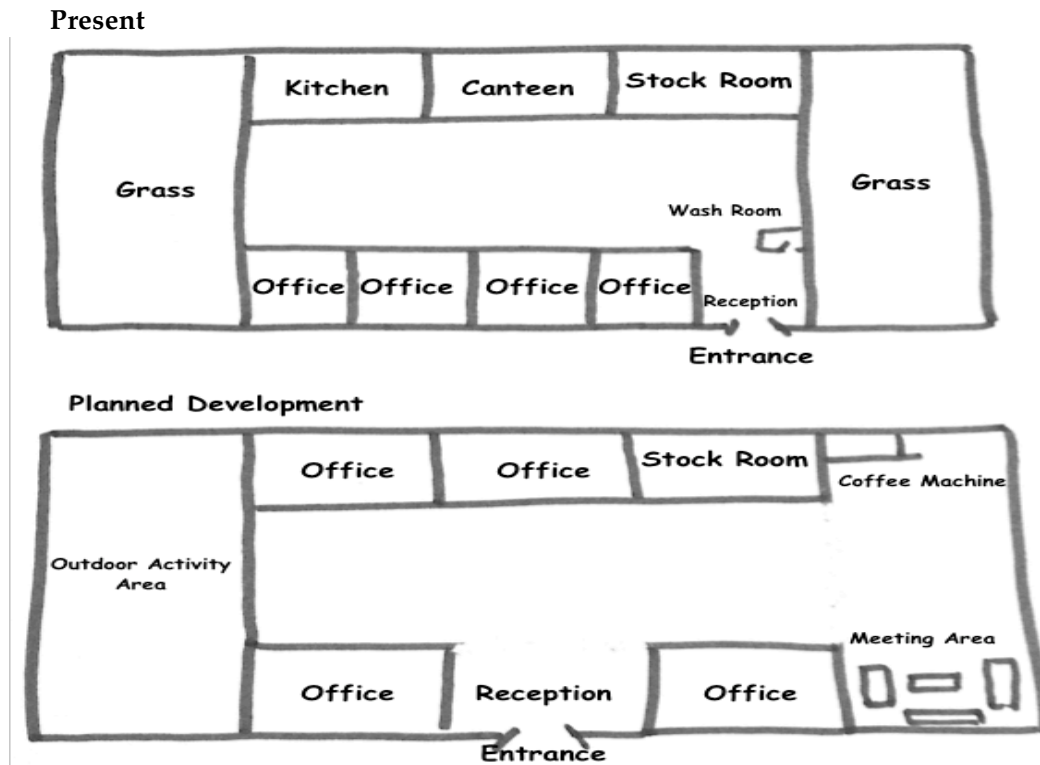 Present
Kitchen Canteen Stock Room
Grass
Grass
Wash Room
Office Office Office Office
Reception
Entrance
Planned Development
Office Office Stock Room
Coffee Machine
Outdoor Activity
Area
Meeting Area
Office Reception Office
Entrance